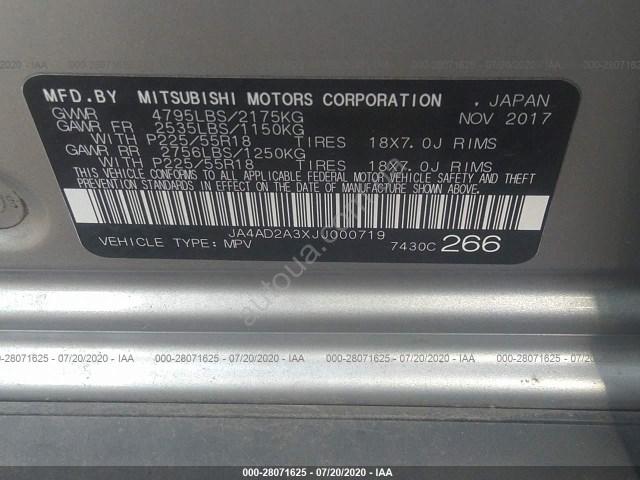 MFD.BY MITSUBISHI MOTORS CORPORATION . JAPAN
GWWR 4795LBS/2175KG NOV 2017
GAWR FR 2535LBS/1150KG
WITH P225/55R18 TIRES 18X7.0J RIMS
GAWR RR 2756LBS/1250KG
WITH P225/55R18 TIRES 18X7.0J RIMS
THIS VEHICLE CONFORMS TO ALL APPLICABLE FEDERAL MOTOR VEHICLE SAFETY AND THEFT
PREVENTION STANDARDS IN EFFECT ON THE DATE OF MANUFACTURE SHOWN ABOVE.
JA4AD2A3XJJ000719
VEHICLE TYPE:MPV 7430C 266
autoua.com
000-28071625 - 07/20/2020 - IAA 000-28071625 - 07/20/2020 - IAA 000-28071625 - 07/20/2020 - IAA
000-28071625 - 07/20/2020 - IAA